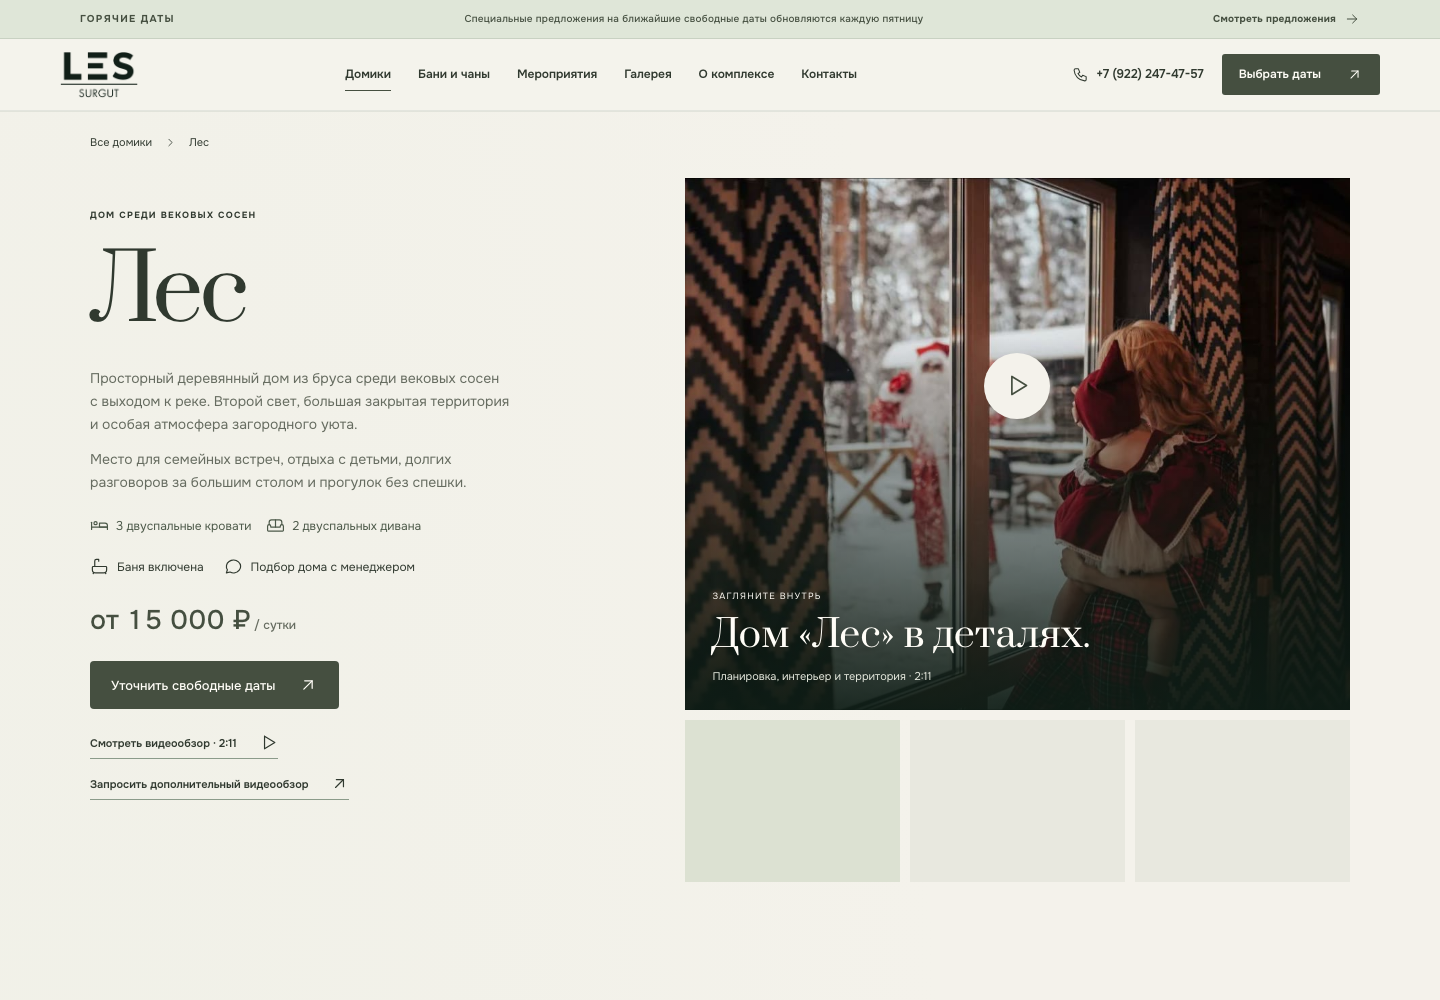 ГОРЯЧИЕ ДАТЫ
Специальные предложения на ближайшие свободные даты обновляются каждую пятницу
Смотреть предложения
LES
SURGUT
Домики
Бани и чаны
Мероприятия
Галерея
О комплексе
Контакты
+7 (922) 247-47-57
Выбрать даты
Все домики
Лес
ДОМ СРЕДИ ВЕКОВЫХ СОСЕН
Лес
Просторный деревянный дом из бруса среди вековых сосен
с выходом к реке. Второй свет, большая закрытая территория
и особая атмосфера загородного уюта.
Место для семейных встреч, отдыха с детьми, долгих
разговоров за большим столом и прогулок без спешки.
3 двуспальные кровати
2 двуспальных дивана
Баня включена
Подбор дома с менеджером
от 15 000 ₽ / сутки
Уточнить свободные даты
Смотреть видеообзор · 2:11
Запросить дополнительный видеообзор
ЗАГЛЯНИТЕ ВНУТРЬ
Дом «Лес» в деталях.
Планировка, интерьер и территория · 2:11